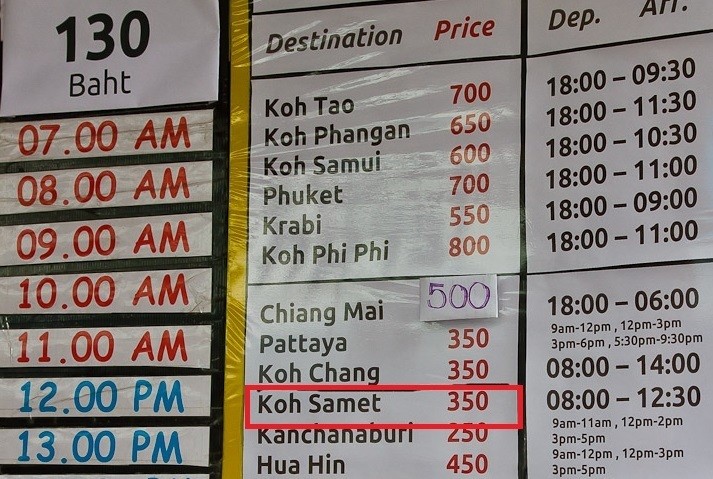 130
Baht
07.00 AM
08.00 AM
09.00 AM
10.00 AM
11.00 AM
12.00 PM
13.00 PM
Destination Price Dep. Arr.
Koh Tao 700 18:00 – 09:30
Koh Phangan 650 18:00 – 11:30
Koh Samui 600 18:00 – 10:30
Phuket 700 18:00 – 11:00
Krabi 550 18:00 – 09:00
Koh Phi Phi 800 18:00 – 11:00
Chiang Mai 500 18:00 – 06:00
Pattaya 350 9am-12pm , 12pm-3pm
3pm-6pm , 5:30pm-9:30pm
Koh Chang 350 08:00 – 14:00
Koh Samet 350 08:00 – 12:30
Kanchanaburi 250 9am-11am , 12pm-2pm
3pm-5pm
Hua Hin 450 9am-12pm , 12pm-3pm
3pm-5pm